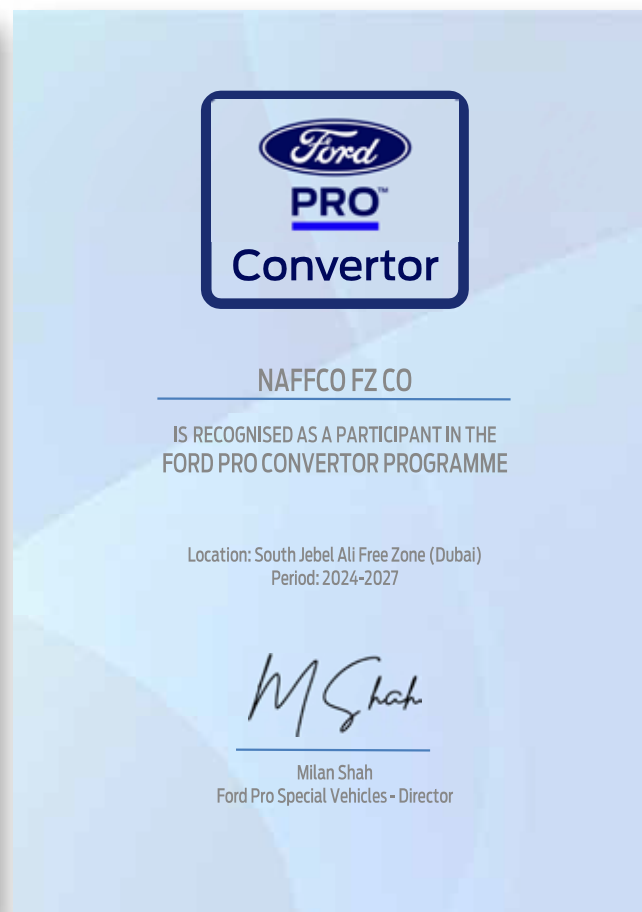 Ford
PRO™
Convertor
NAFFCO FZ CO
IS RECOGNISED AS A PARTICIPANT IN THE
FORD PRO CONVERTOR PROGRAMME
Location: South Jebel Ali Free Zone (Dubai)
Period: 2024-2027
M Shah
Milan Shah
Ford Pro Special Vehicles - Director